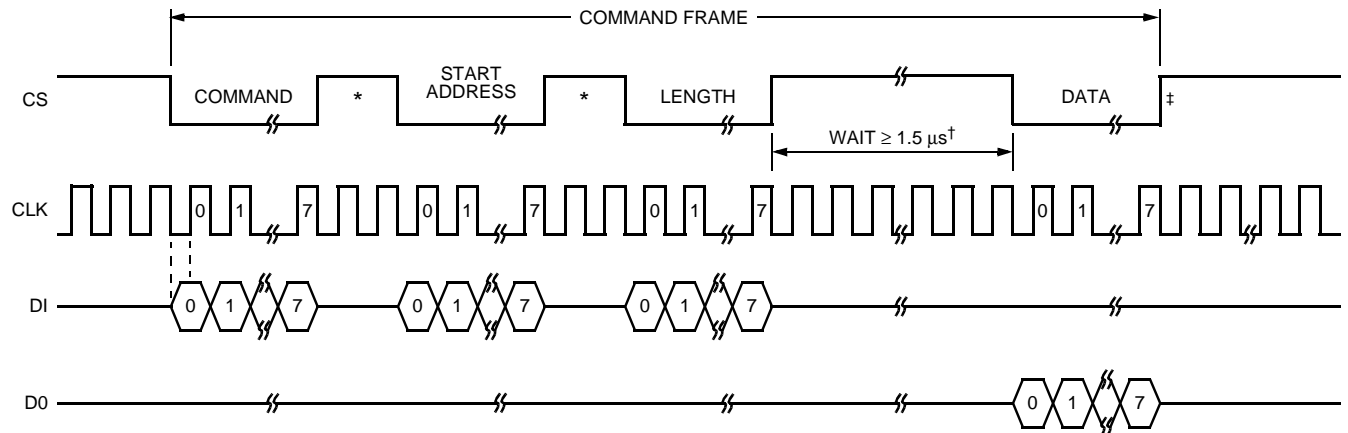 COMMAND FRAME
CS
COMMAND
*
START
ADDRESS
*
LENGTH
DATA
‡
WAIT ≥ 1.5 μs†
CLK
0 1 7 0 1 7 0 1 7 0 1 7
DI
0 1 7 0 1 7 0 1 7
D0
0 1 7